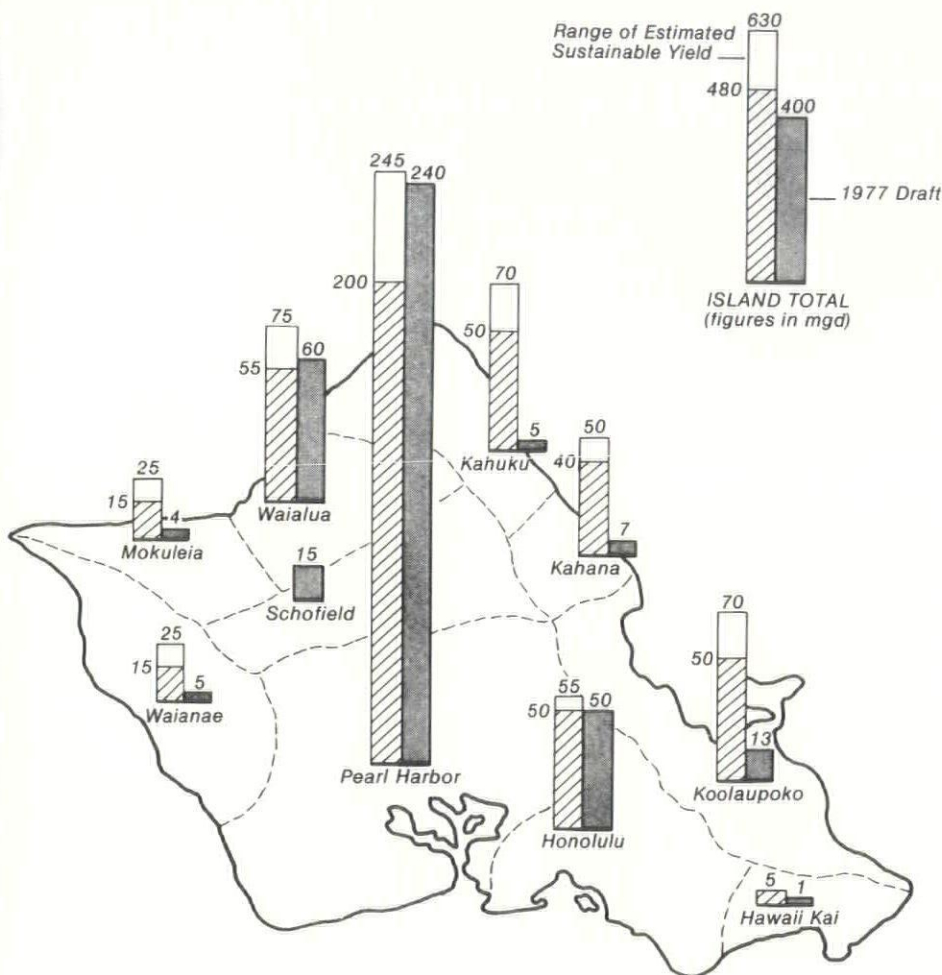 630
Range of Estimated
Sustainable Yield
480
400
1977 Draft
ISLAND TOTAL
(figures in mgd)
245
240
200
70
50
5
Kahuku
75
60
55
Waialua
50
40
7
Kahana
25
15
4
Mokuleia
15
Schofield
25
15
5
Waianae
Pearl Harbor
55
50
50
Honolulu
70
50
13
Koolaupoko
5
1
Hawaii Kai